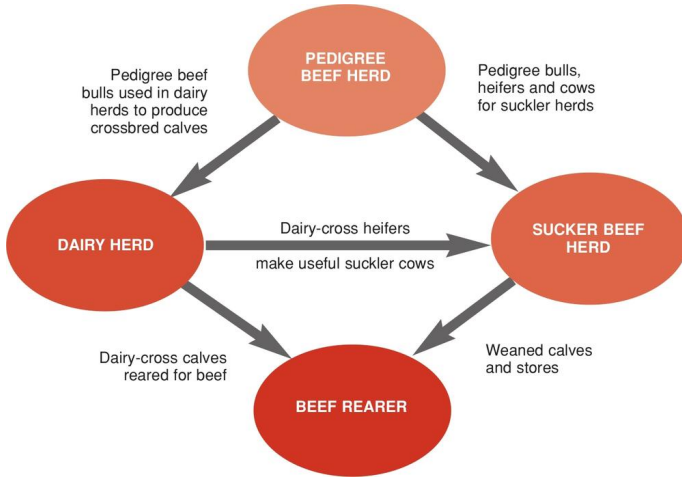 PEDIGREE
BEEF HERD
Pedigree beef
bulls used in dairy
herds to produce
crossbred calves
Pedigree bulls,
heifers and cows
for suckler herds
DAIRY HERD
Dairy-cross heifers
make useful suckler cows
SUCKER BEEF
HERD
Dairy-cross calves
reared for beef
Weaned calves
and stores
BEEF REARER